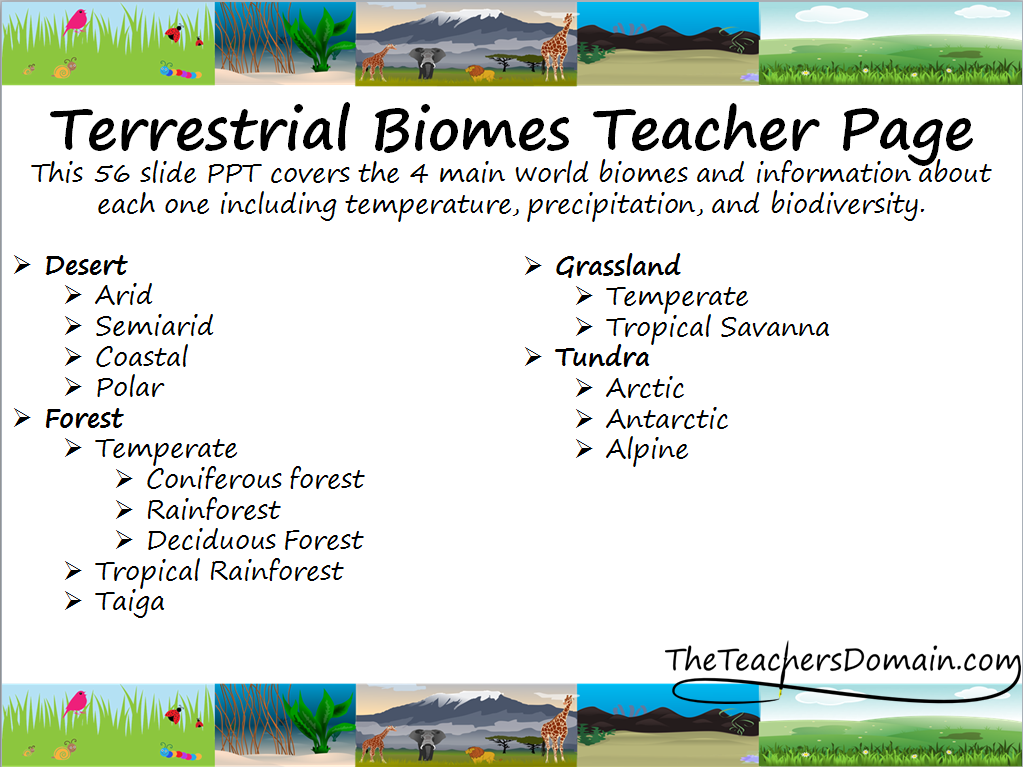 Terrestrial Biomes Teacher Page
This 56 slide PPT covers the 4 main world biomes and information about
each one including temperature, precipitation, and biodiversity.
Desert
Arid
Semiarid
Coastal
Polar
Forest
Temperate
Coniferous forest
Rainforest
Deciduous Forest
Tropical Rainforest
Taiga
Grassland
Temperate
Tropical Savanna
Tundra
Arctic
Antarctic
Alpine
TheTeachersDomain.com